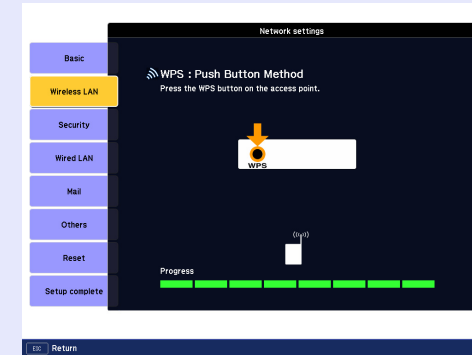 Network settings
Basic
Wireless LAN
Security
Wired LAN
Mail
Others
Reset
Setup complete
WPS : Push Button Method
Press the WPS button on the access point.
WPS
Progress
ESC Return